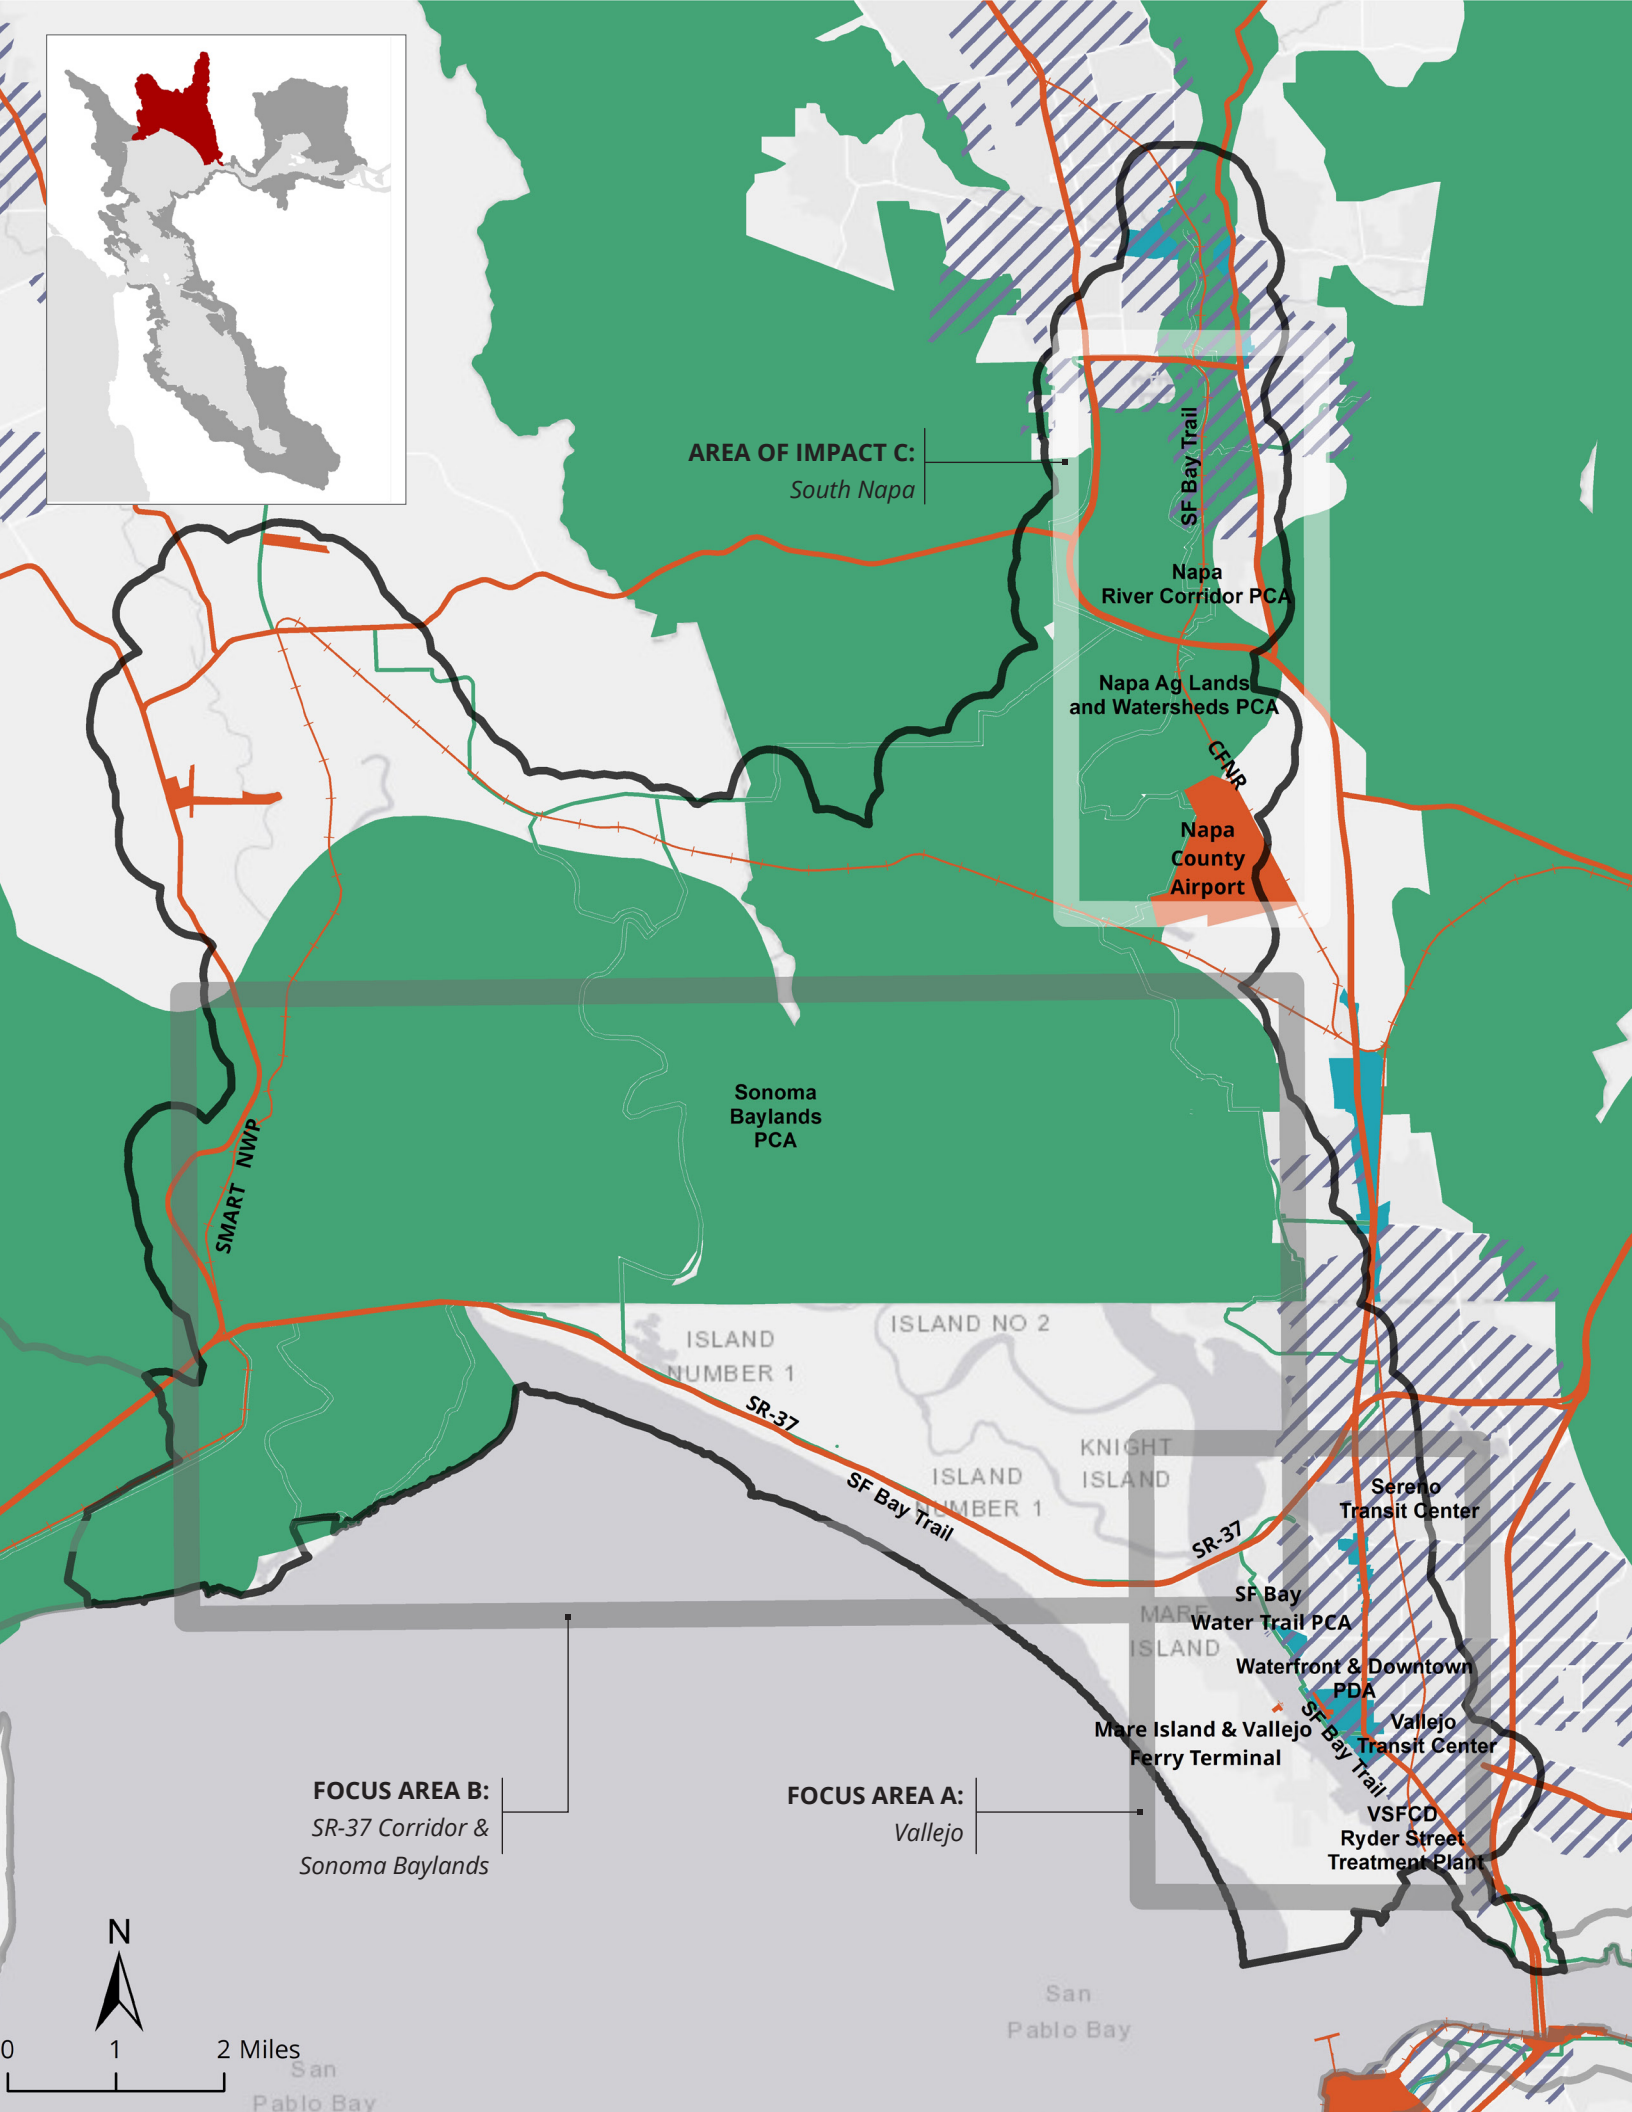 AREA OF IMPACT C:
South Napa
SF Bay Trail
Napa
River Corridor PCA
Napa Ag Lands
and Watersheds PCA
CFNR
Napa
County
Airport
Sonoma
Baylands
PCA
SMART NWP
ISLAND
NUMBER 1
ISLAND NO 2
SR-37
SF Bay Trail
ISLAND
NUMBER 1
KNIGHT
ISLAND
Sereno
Transit Center
SR-37
SF Bay
Water Trail PCA
MARE
ISLAND
Waterfront & Downtown
PDA
Mare Island & Vallejo
Ferry Terminal
SF Bay Trail
Vallejo
Transit Center
VSFCD
Ryder Street
Treatment Plant
FOCUS AREA B:
SR-37 Corridor &
Sonoma Baylands
FOCUS AREA A:
Vallejo
N
0 1 2 Miles
San
Pablo Bay
San
Pablo Bay